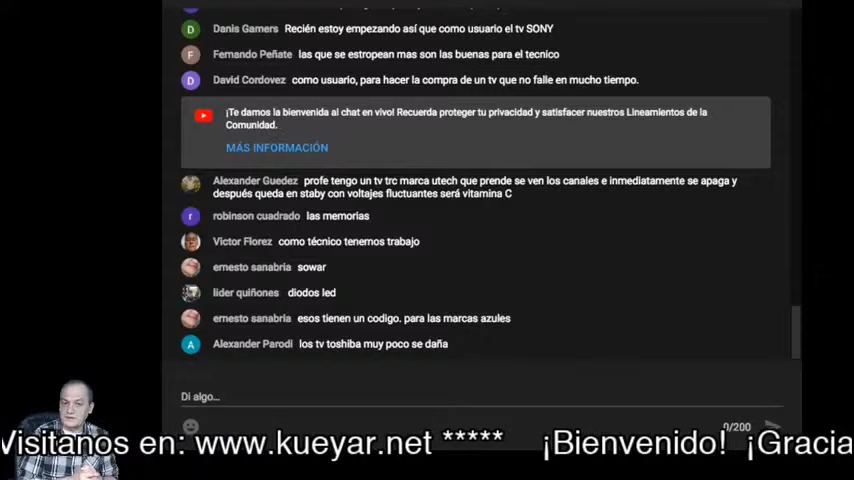 Danis Gamers Recién estoy empezando así que como usuario el tv SONY
Fernando Peñate las que se estropean mas son las buenas para el tecnico
David Cordovez como usuario, para hacer la compra de un tv que no falle en mucho tiempo.
¡Te damos la bienvenida al chat en vivo! Recuerda proteger tu privacidad y satisfacer nuestros Lineamientos de la
Comunidad.
MÁS INFORMACIÓN
Alexander Guedez profe tengo un tv trc marca utech que prende se ven los canales e inmediatamente se apaga y
después queda en staby con voltajes fluctuantes será vitamina C
robinson cuadrado las memorias
Victor Florez como técnico tenemos trabajo
ernesto sanabria sowar
lider quiñones diodos led
ernesto sanabria esos tienen un codigo. para las marcas azules
Alexander Parodi los tv toshiba muy poco se daña
Di algo...
0/200
Visitanos en: www.kueyar.net ***** ¡Bienvenido! ¡Gracia